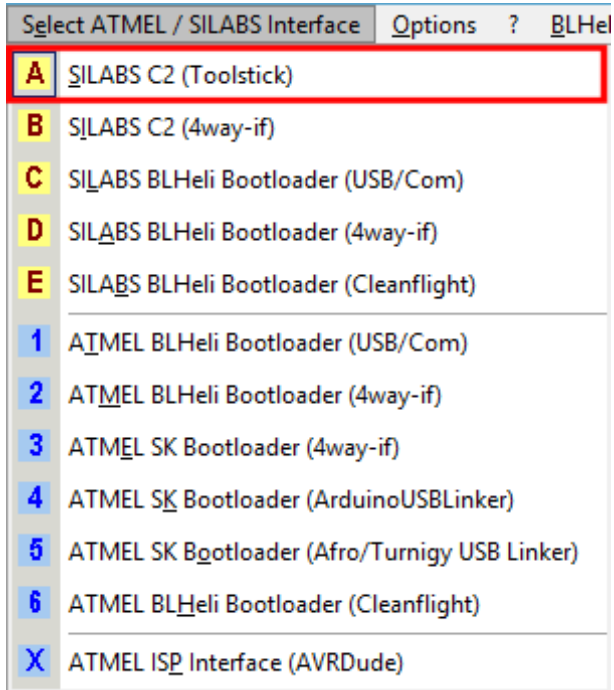 Select ATMEL / SILABS Interface Options ? BLHel
A SILABS C2 (Toolstick)
B SILABS C2 (4way-if)
C SILABS BLHeli Bootloader (USB/Com)
D SILABS BLHeli Bootloader (4way-if)
E SILABS BLHeli Bootloader (Cleanflight)
1 ATMEL BLHeli Bootloader (USB/Com)
2 ATMEL BLHeli Bootloader (4way-if)
3 ATMEL SK Bootloader (4way-if)
4 ATMEL SK Bootloader (ArduinoUSBLinker)
5 ATMEL SK Bootloader (Afro/Turnigy USB Linker)
6 ATMEL BLHeli Bootloader (Cleanflight)
X ATMEL ISP Interface (AVRDude)